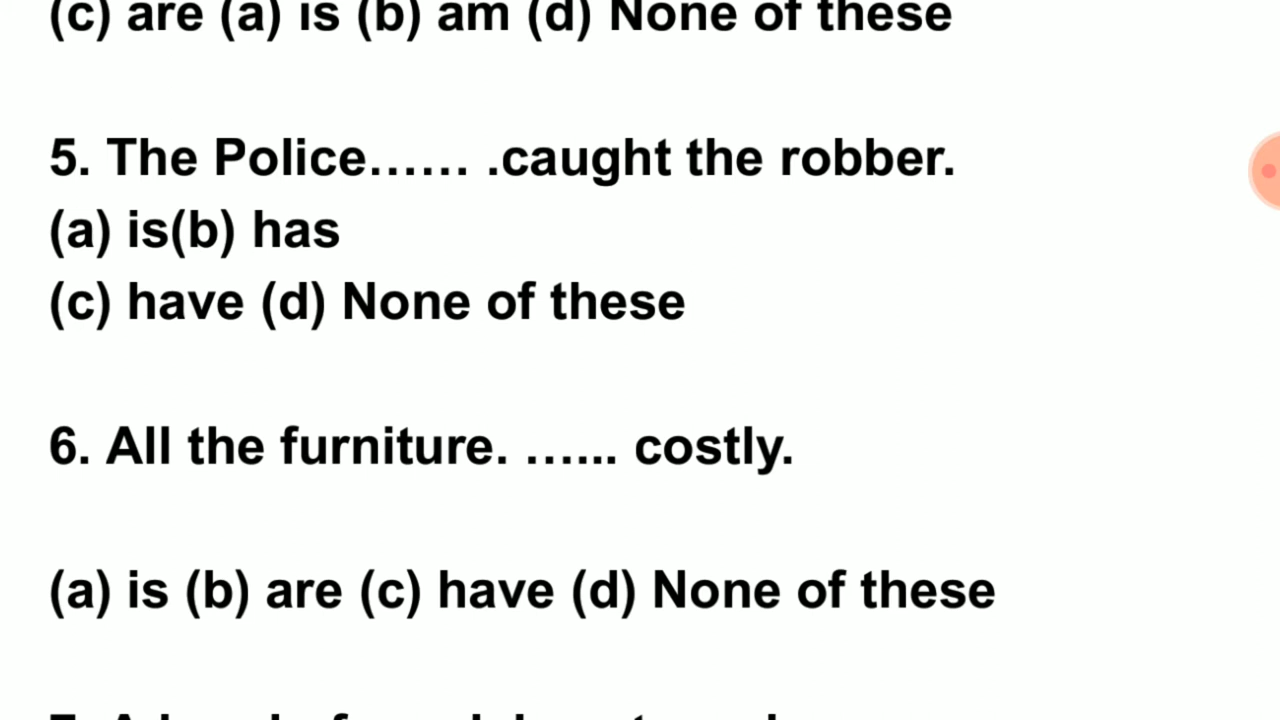 (c) are (a) is (b) am (d) None of these
5. The Police...... .caught the robber.
(a) is(b) has
(c) have (d) None of these
6. All the furniture. ...... costly.
(a) is (b) are (c) have (d) None of these